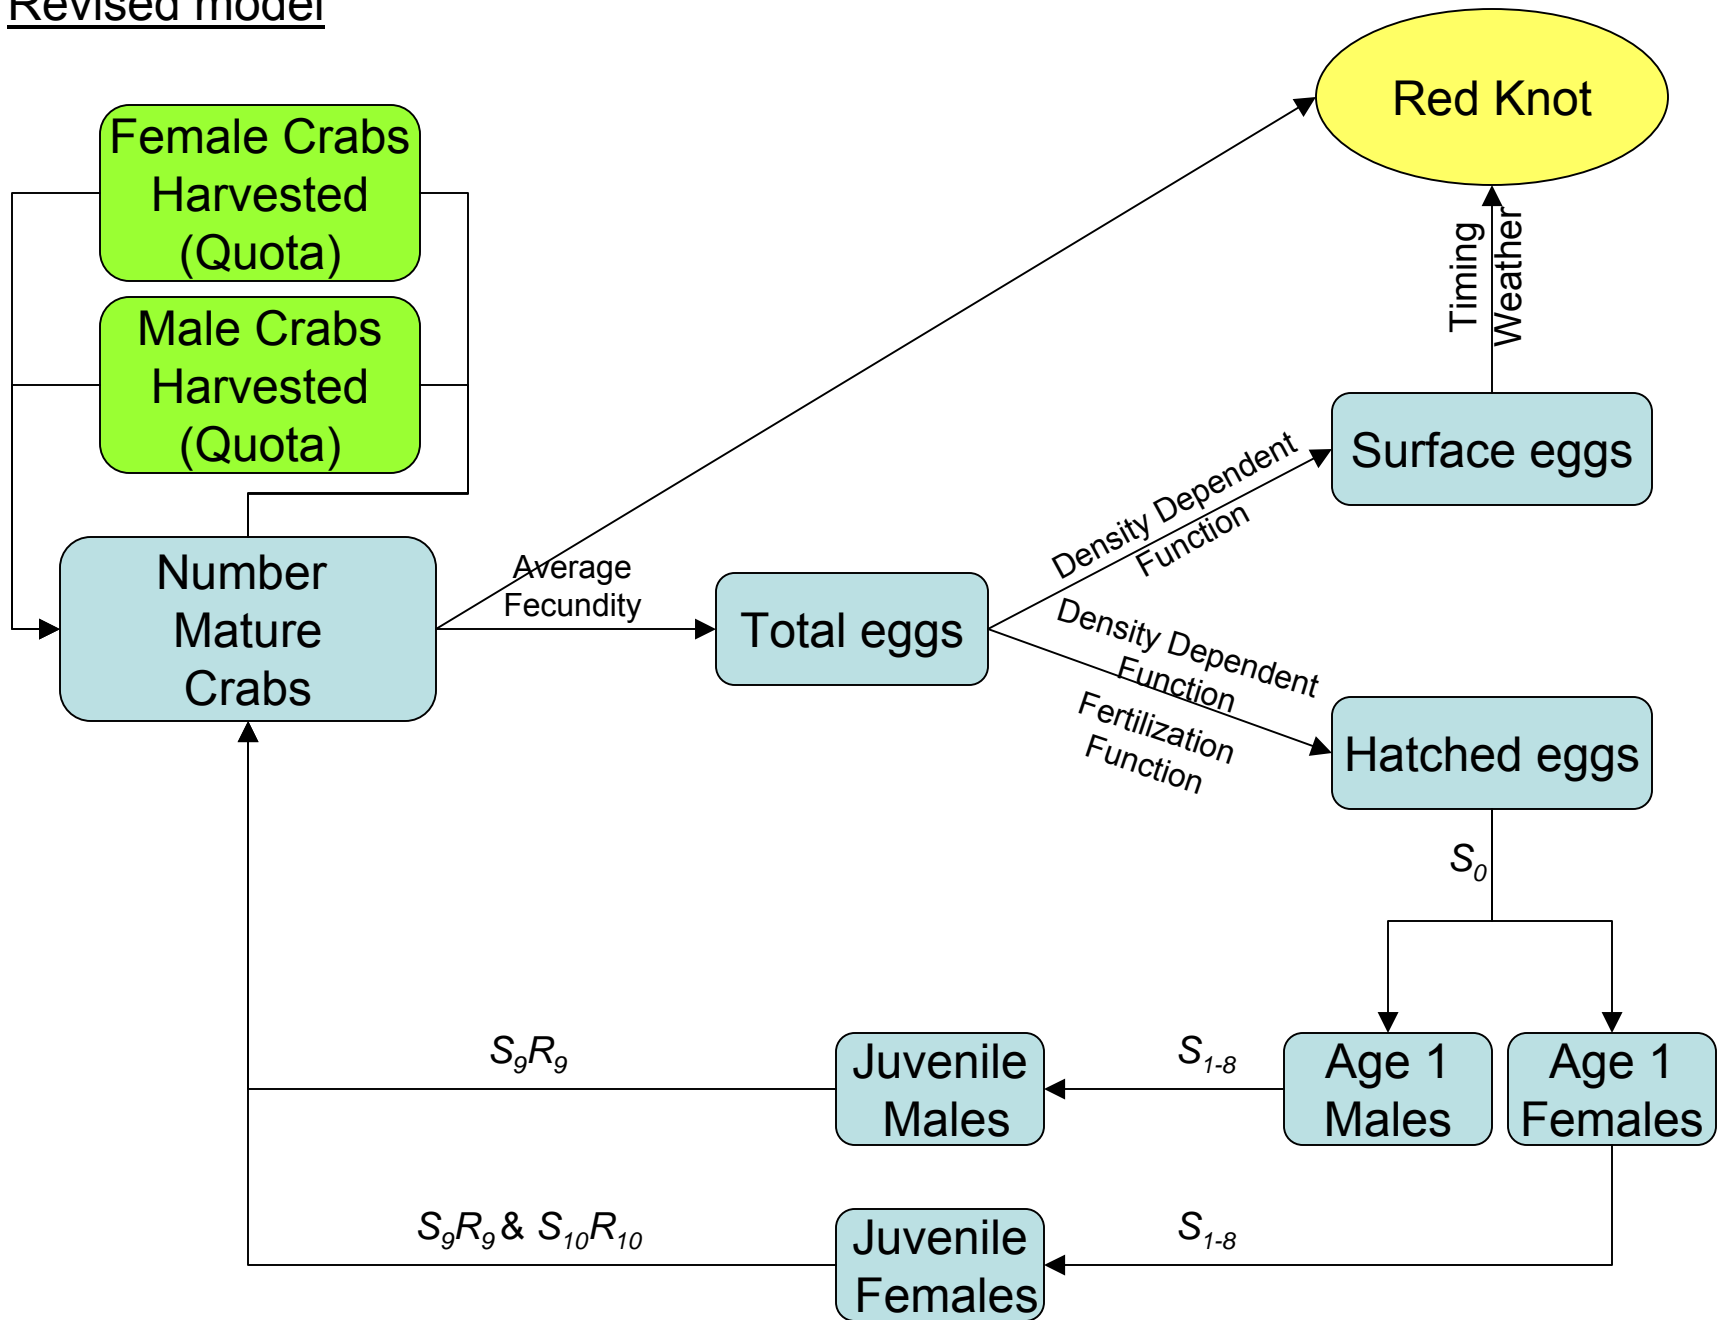 Revised model
Red Knot
Female Crabs
Harvested
(Quota)
Male Crabs
Harvested
(Quota)
Timing
Weather
Surface eggs
Density Dependent
Function
Number
Mature
Crabs
Average
Fecundity
Total eggs
Density Dependent
Function
Fertilization
Function
Hatched eggs
S0
S9R9
Juvenile
Males
S1-8
Age 1
Males
Age 1
Females
S9R9 & S10R10
Juvenile
Females
S1-8